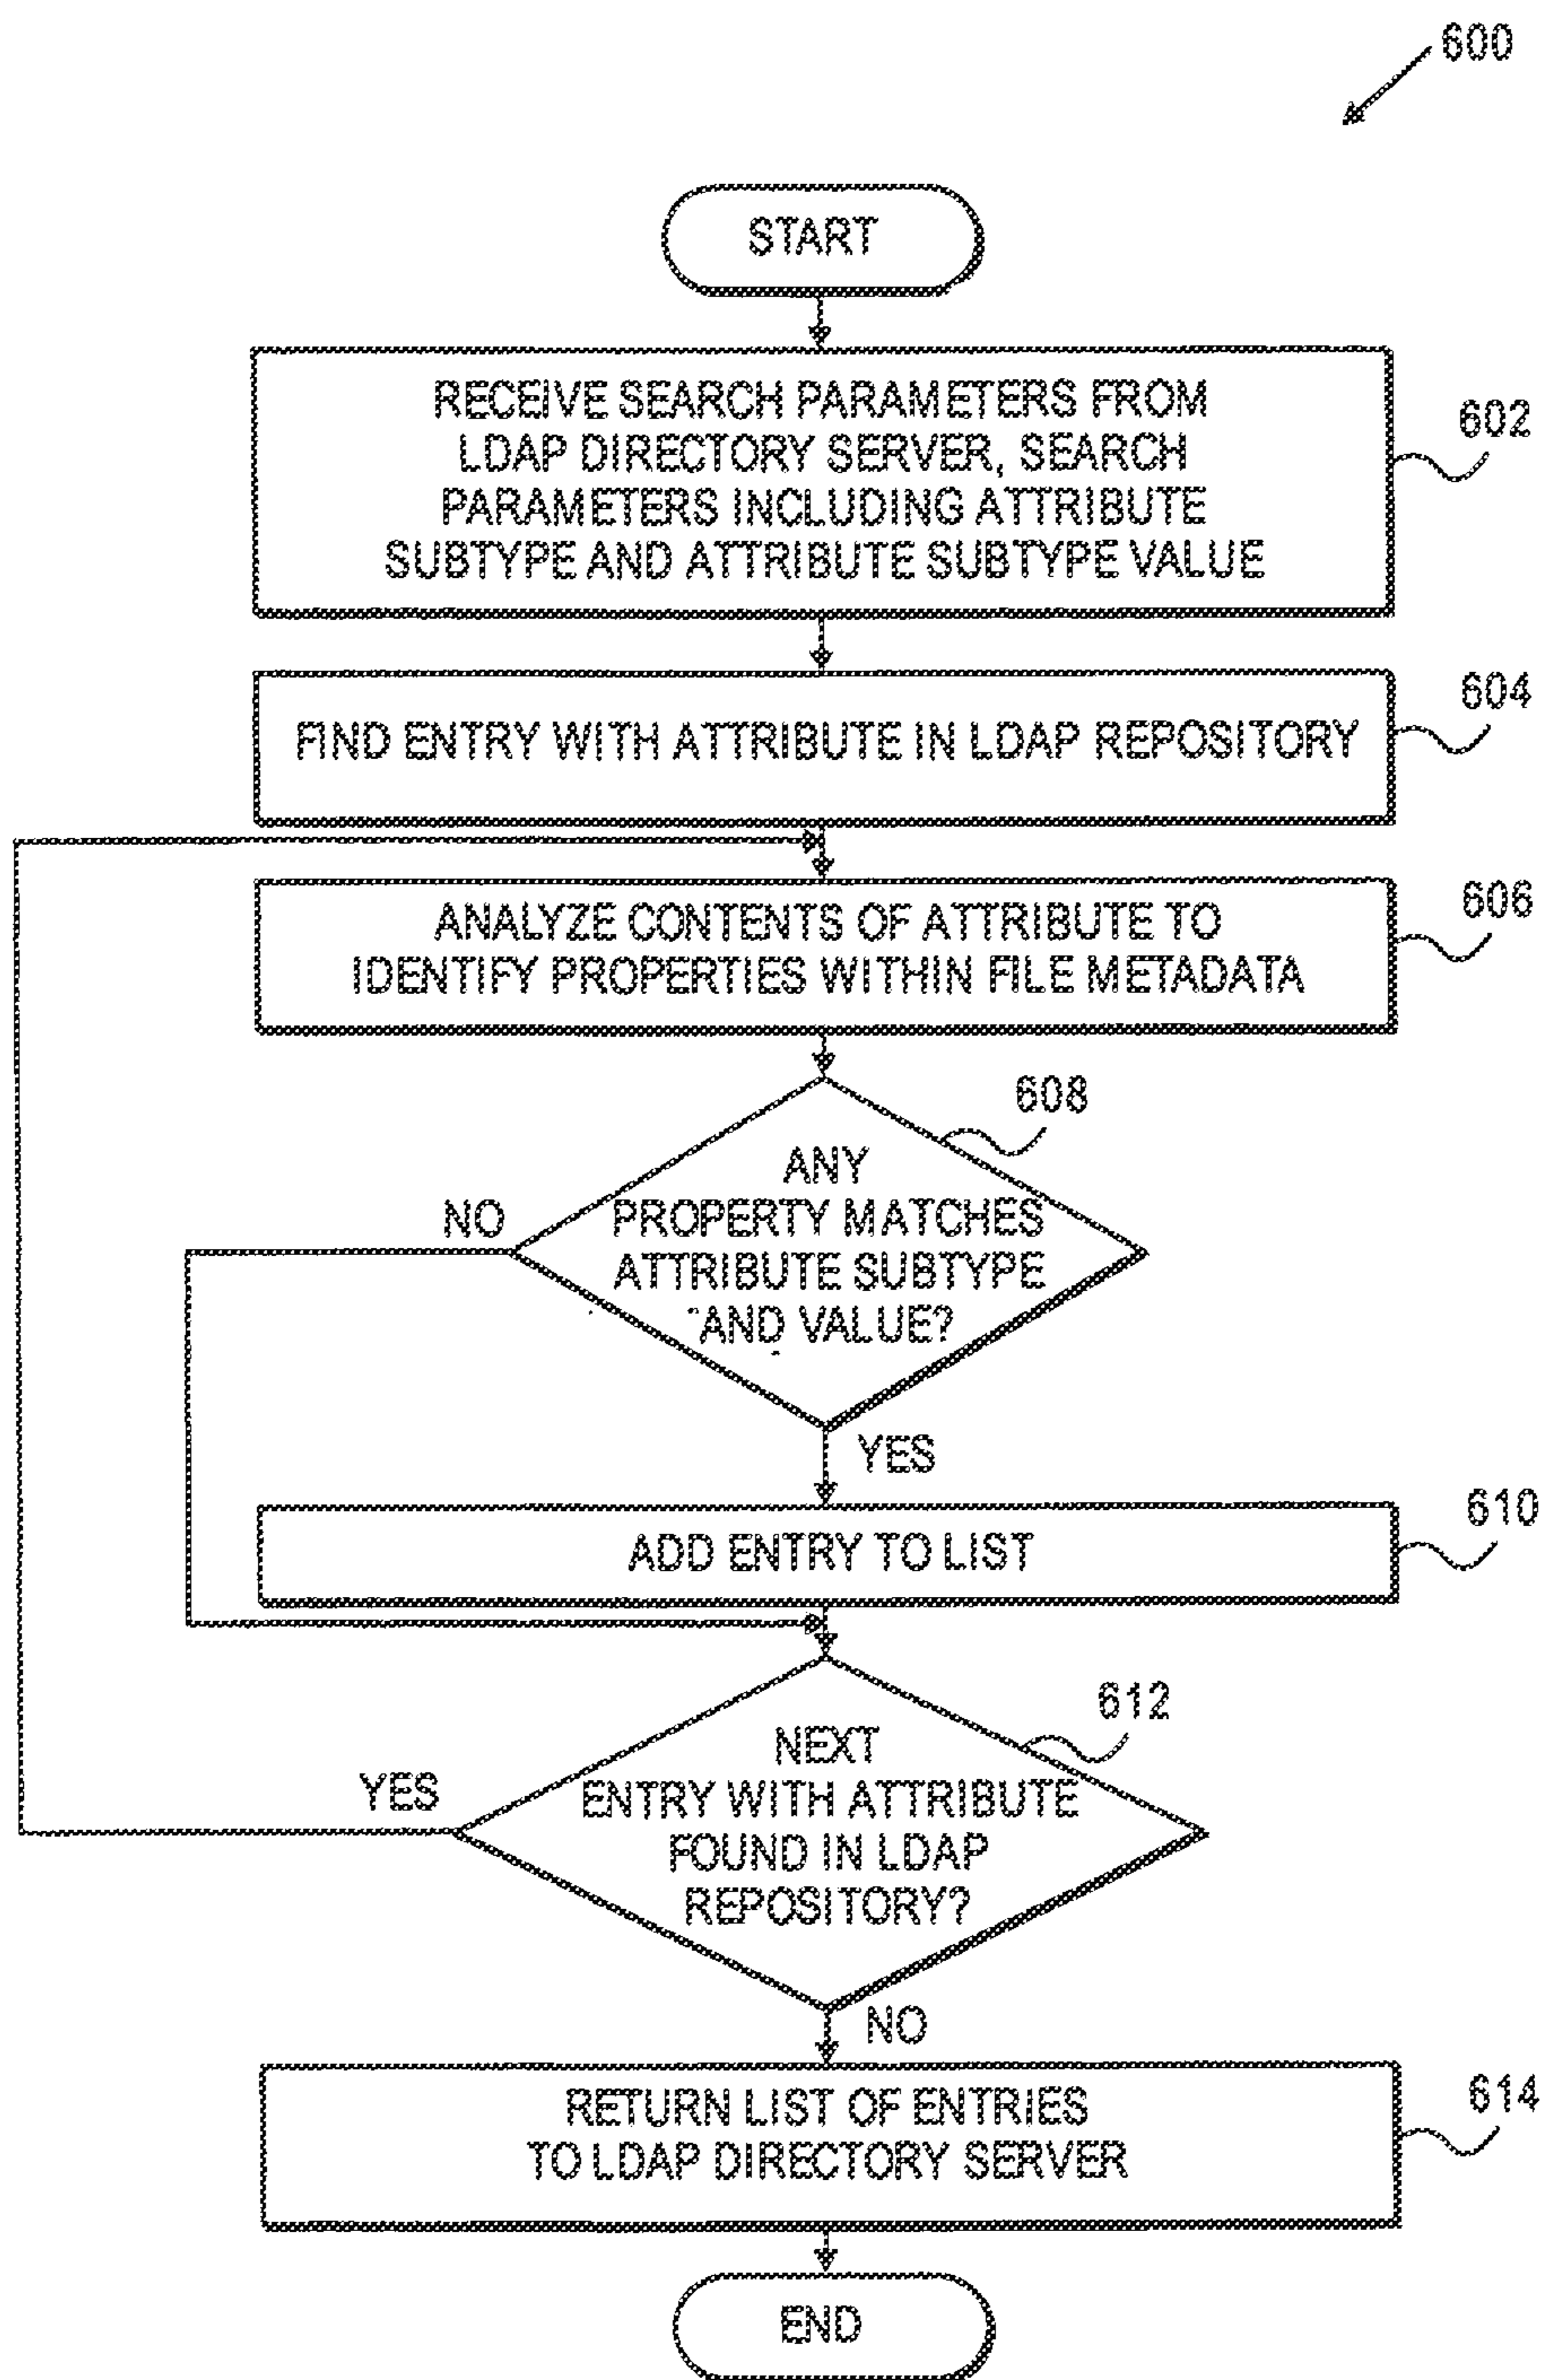 600
START
RECEIVE SEARCH PARAMETERS FROM
LDAP DIRECTORY SERVER, SEARCH
PARAMETERS INCLUDING ATTRIBUTE
SUBTYPE AND ATTRIBUTE SUBTYPE VALUE
602
FIND ENTRY WITH ATTRIBUTE IN LDAP REPOSITORY
604
ANALYZE CONTENTS OF ATTRIBUTE TO
IDENTIFY PROPERTIES WITHIN FILE METADATA
606
608
ANY
PROPERTY MATCHES
ATTRIBUTE SUBTYPE
AND VALUE?
NO
YES
ADD ENTRY TO LIST
610
612
NEXT
ENTRY WITH ATTRIBUTE
FOUND IN LDAP
REPOSITORY?
YES
NO
RETURN LIST OF ENTRIES
TO LDAP DIRECTORY SERVER
614
END